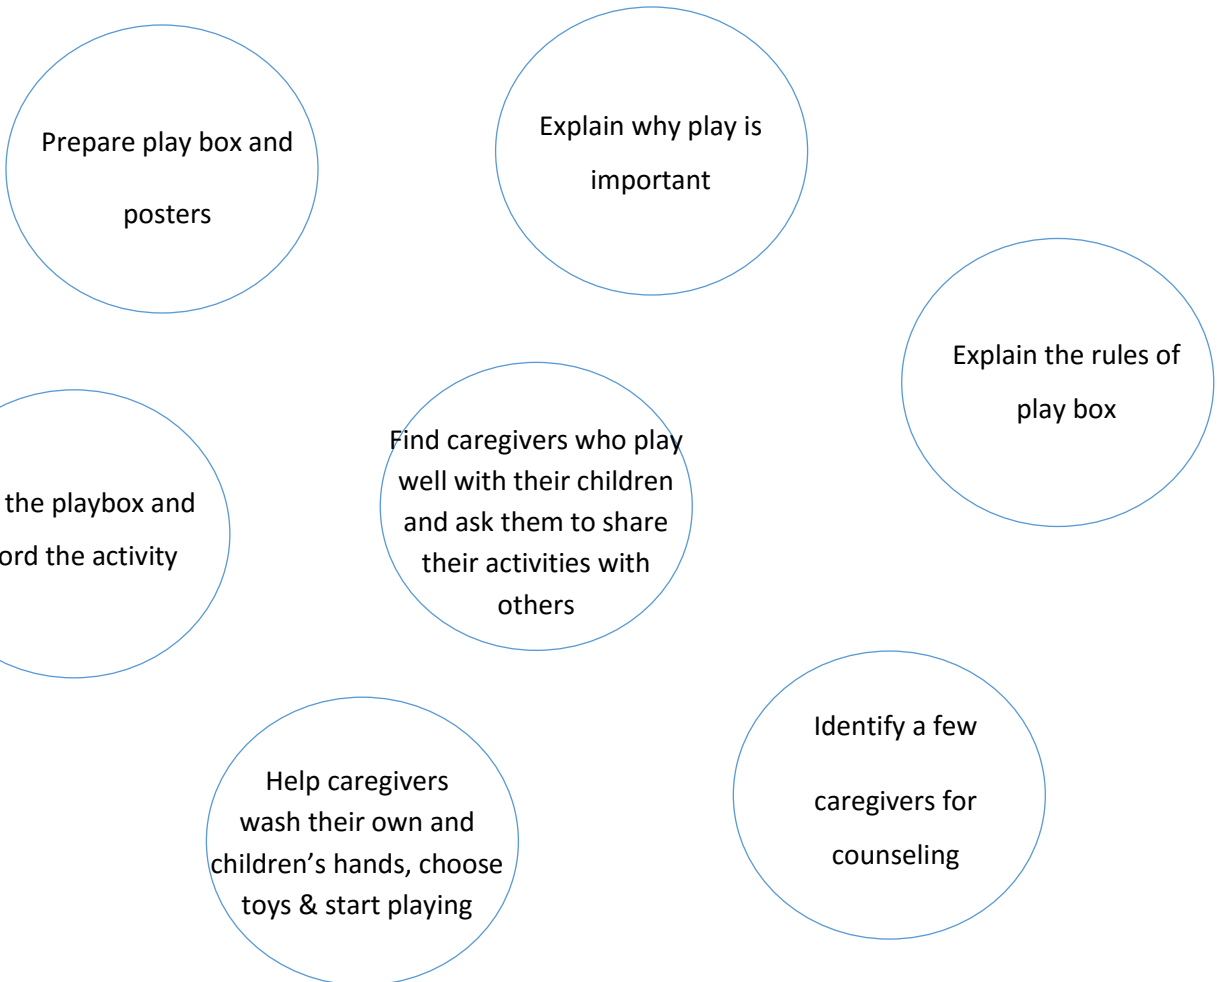 Prepare play box and
posters
Explain why play is
important
Explain the rules of
play box
the playbox and
the activity
Find caregivers who play
well with their children
and ask them to share
their activities with
others
Identify a few
caregivers for
counseling
Help caregivers
wash their own and
children's hands, choose
toys & start playing